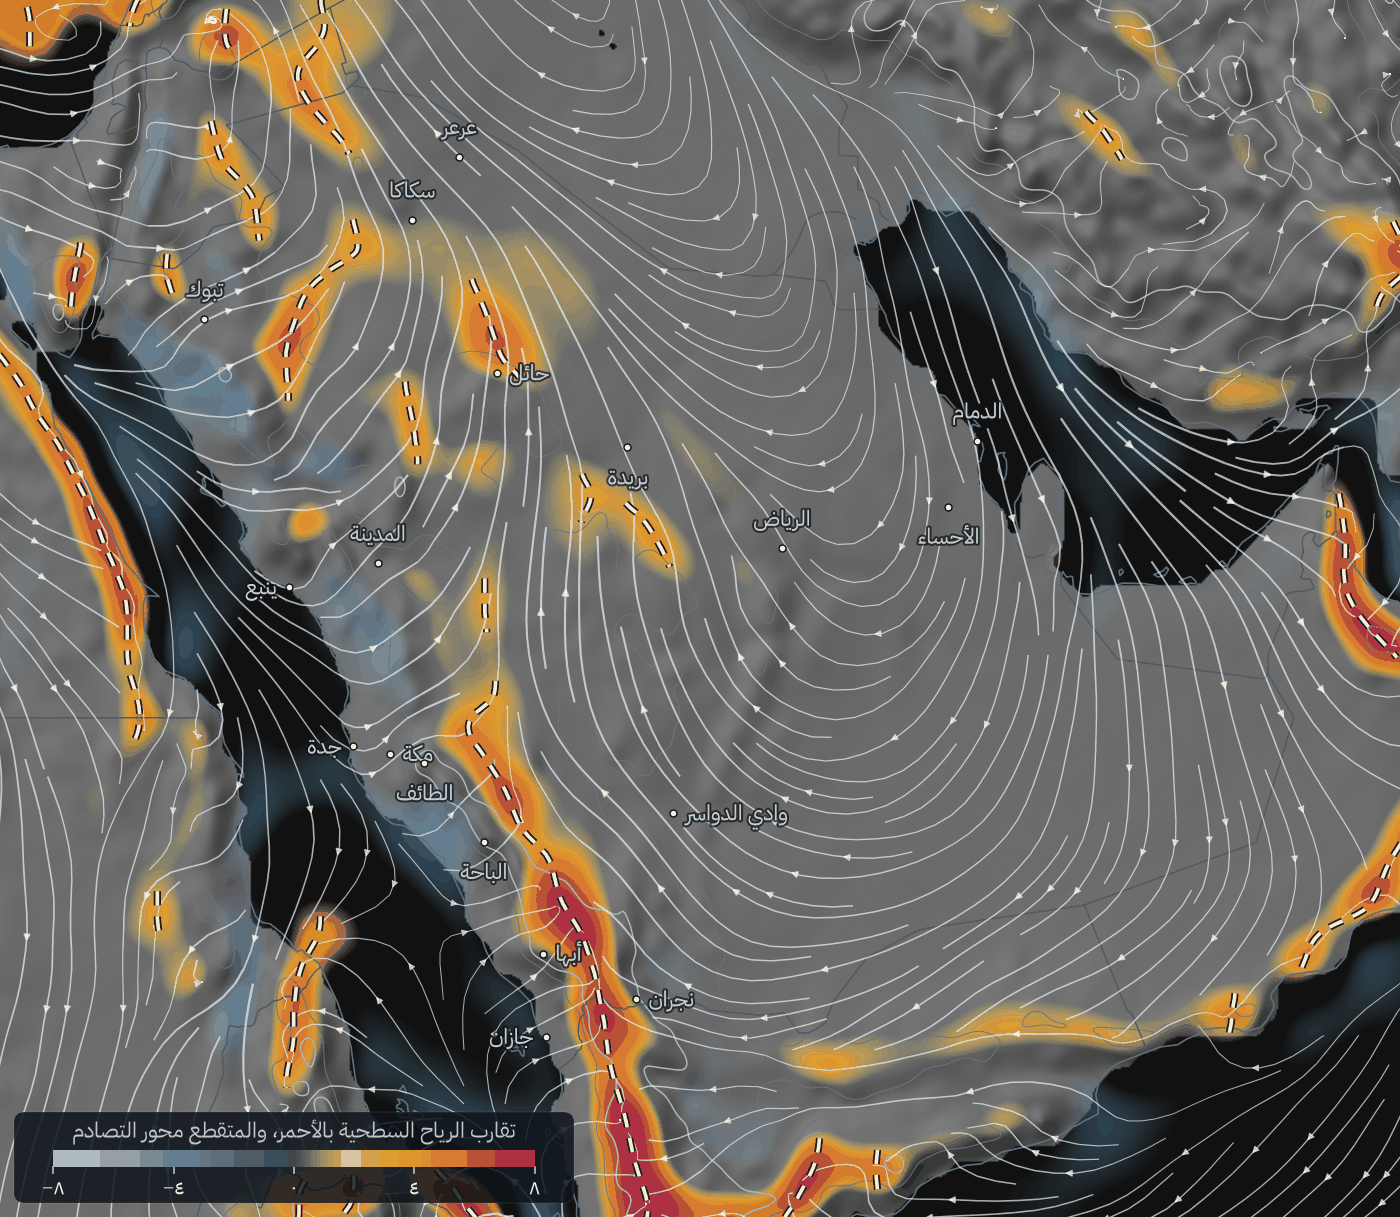 عرعر
سكاكا
تبوك
حائل
الدمام
بريدة
الرياض
الأحساء
المدينة
ينبع
جدة
مكة
الطائف
وادي الدواسر
الباحة
أبها
نجران
جازان
تقارب الرياح السطحية بالأحمر، والمتقطع محور التصادم
−٨ −٤ ٠ ٤ ٨